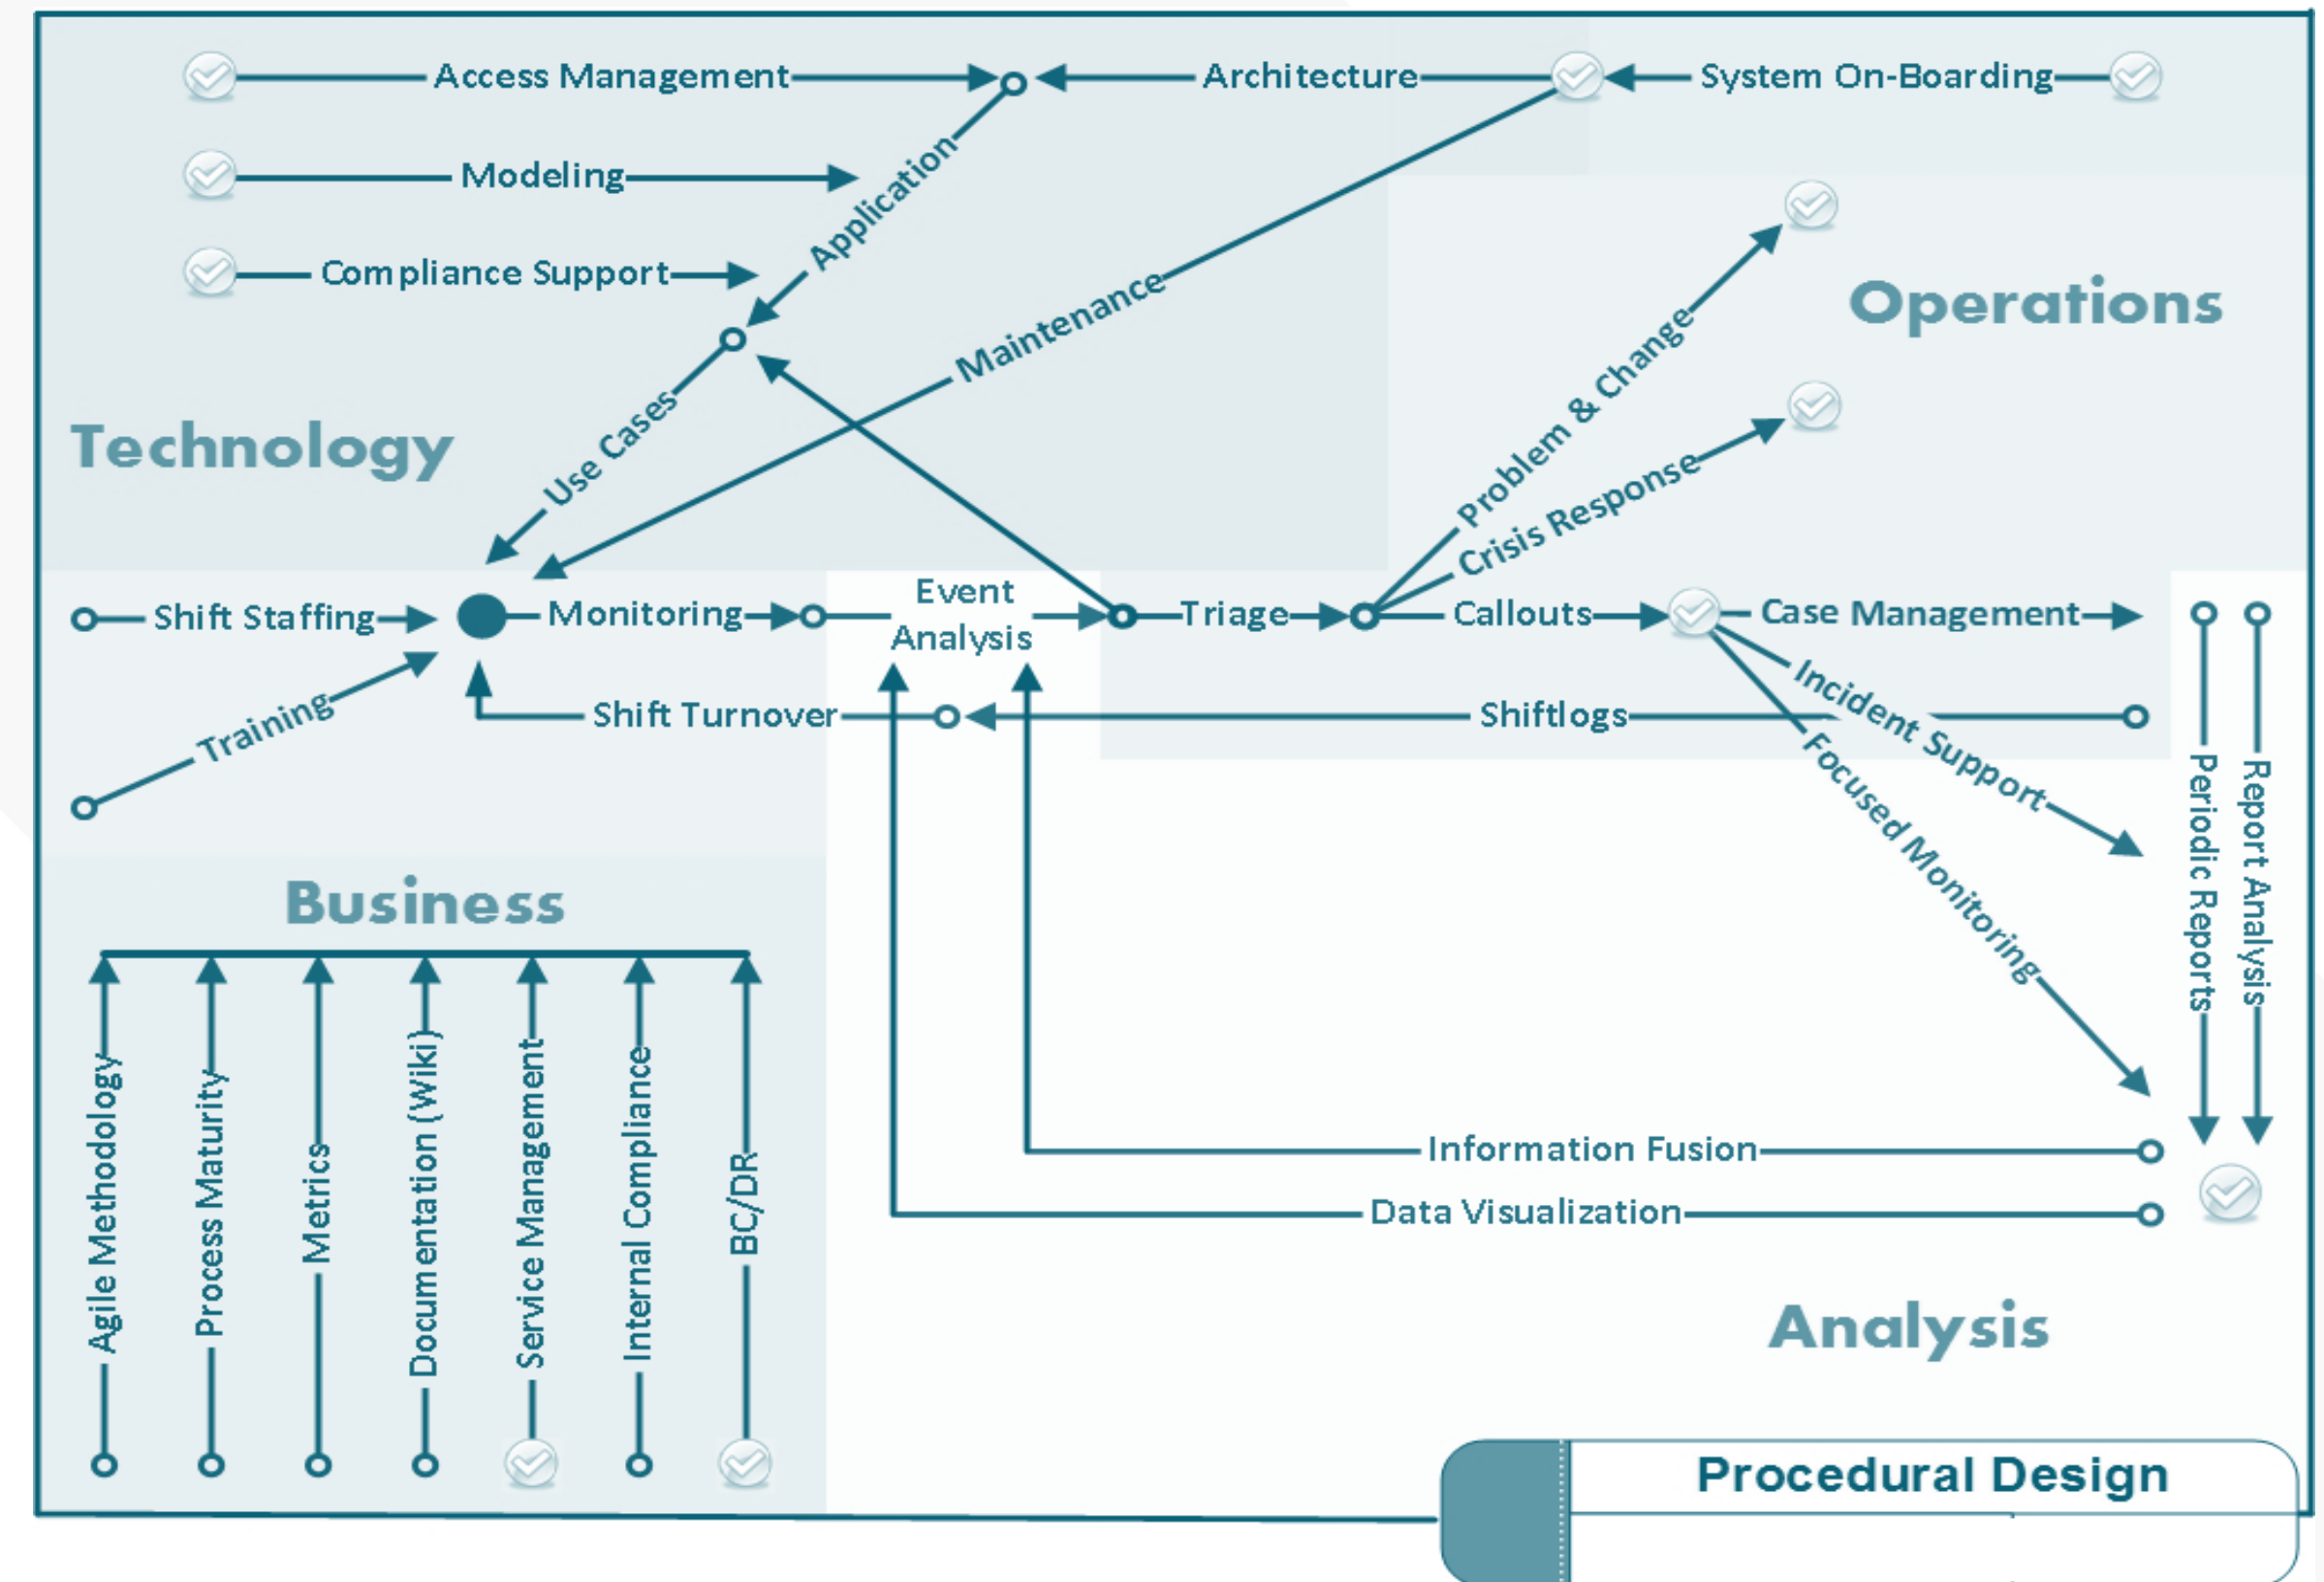 Access Management
Architecture
System On-Boarding
Modeling
Application
Compliance Support
Maintenance
Problem & Change
Operations
Use Cases
Technology
Crisis Response
Shift Staffing
Monitoring
Event
Analysis
Triage
Callouts
Case Management
Training
Shift Turnover
Shiftlogs
Incident Support
Focused Monitoring
Periodic Reports
Report Analysis
Business
Agile Methodology
Process Maturity
Metrics
Documentation (Wiki)
Service Management
Internal Compliance
BC/DR
Information Fusion
Data Visualization
Analysis
Procedural Design